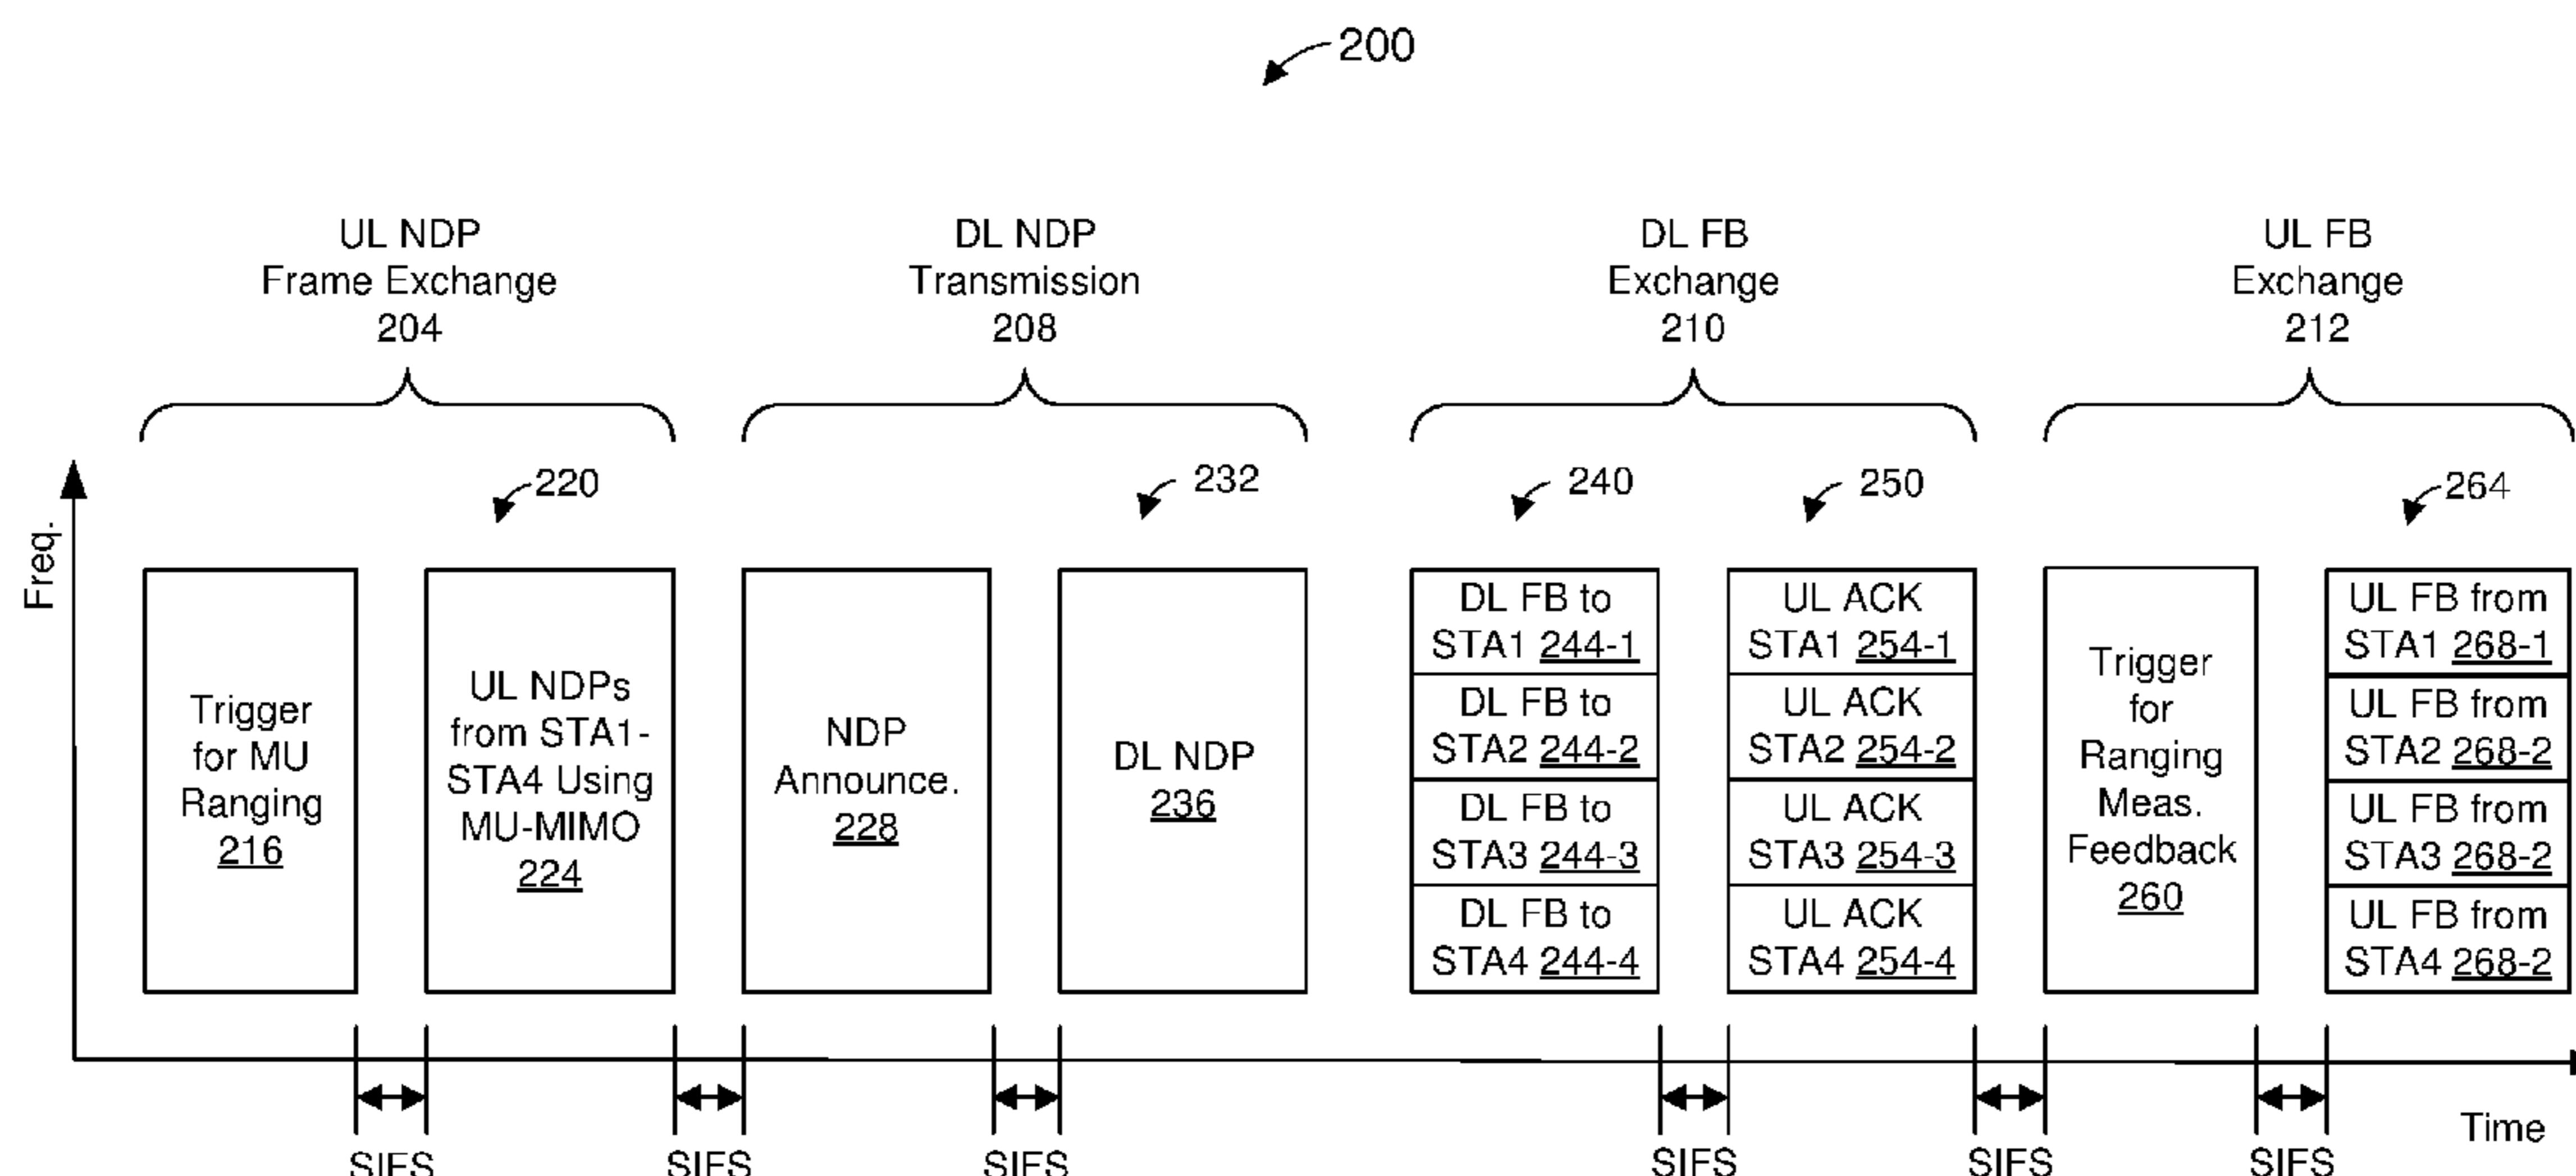 200
UL NDP
Frame Exchange
204
DL NDP
Transmission
208
DL FB
Exchange
210
UL FB
Exchange
212
Freq.
220
232
240
250
264
Trigger
for MU
Ranging
216
UL NDPs
from STA1-
STA4 Using
MU-MIMO
224
NDP
Announce.
228
DL NDP
236
DL FB to
STA1 244-1
DL FB to
STA2 244-2
DL FB to
STA3 244-3
DL FB to
STA4 244-4
UL ACK
STA1 254-1
UL ACK
STA2 254-2
UL ACK
STA3 254-3
UL ACK
STA4 254-4
Trigger
for
Ranging
Meas.
Feedback
260
UL FB from
STA1 268-1
UL FB from
STA2 268-2
UL FB from
STA3 268-2
UL FB from
STA4 268-2
Time
SIFS
SIFS
SIFS
SIFS
SIFS
SIFS